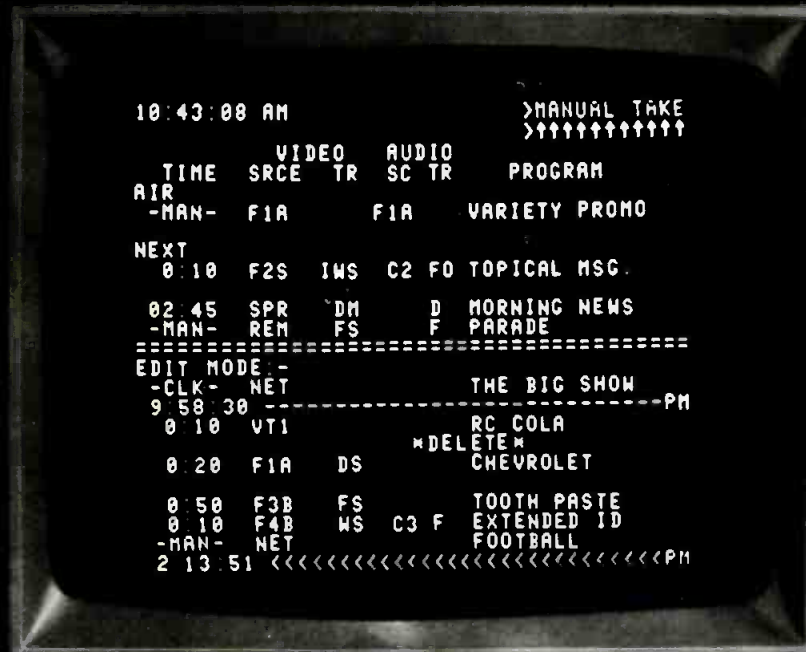 10:43:08 AM >MANUAL TAKE
>↑↑↑↑↑↑↑↑↑↑↑↑
VIDEO AUDIO
TIME SRCE TR SC TR PROGRAM
AIR
-MAN- F1A F1A VARIETY PROMO
NEXT
0:10 F2S IWS C2 FO TOPICAL MSG.
02:45 SPR DM D MORNING NEWS
-MAN- REM FS F PARADE
=========================================
EDIT MODE:-
-CLK- NET THE BIG SHOW
9:58:30 -----------------------------PM
0:10 VT1 RC COLA
*DELETE*
0:20 F1A DS CHEVROLET
0:50 F3B FS TOOTH PASTE
0:10 F4B WS C3 F EXTENDED ID
-MAN- NET FOOTBALL
2:13:51 <<<<<<<<<<<<<<<<<<<<<<<<<<<<<PM